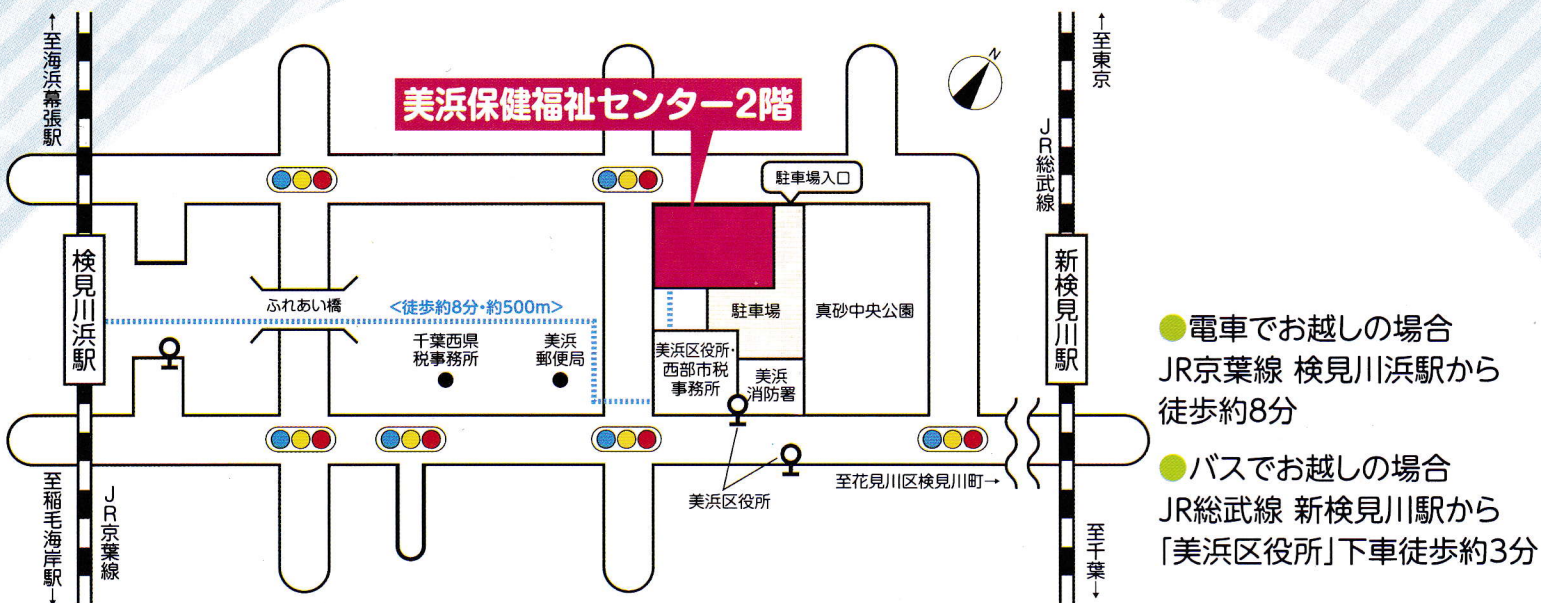 ←至海浜幕張駅
検見川浜駅
至稲毛海岸駅→
JR京葉線
美浜保健福祉センター2階
駐車場入口
N
ふれあい橋
<徒歩約8分・約500m>
千葉西県
税事務所
美浜
郵便局
美浜区役所・
西部市税
事務所
駐車場
美浜
消防署
真砂中央公園
美浜区役所
至花見川区検見川町→
←至東京
JR総武線
新検見川駅
至千葉→
●電車でお越しの場合
JR京葉線 検見川浜駅から
徒歩約8分
●バスでお越しの場合
JR総武線 新検見川駅から
「美浜区役所」下車徒歩約3分